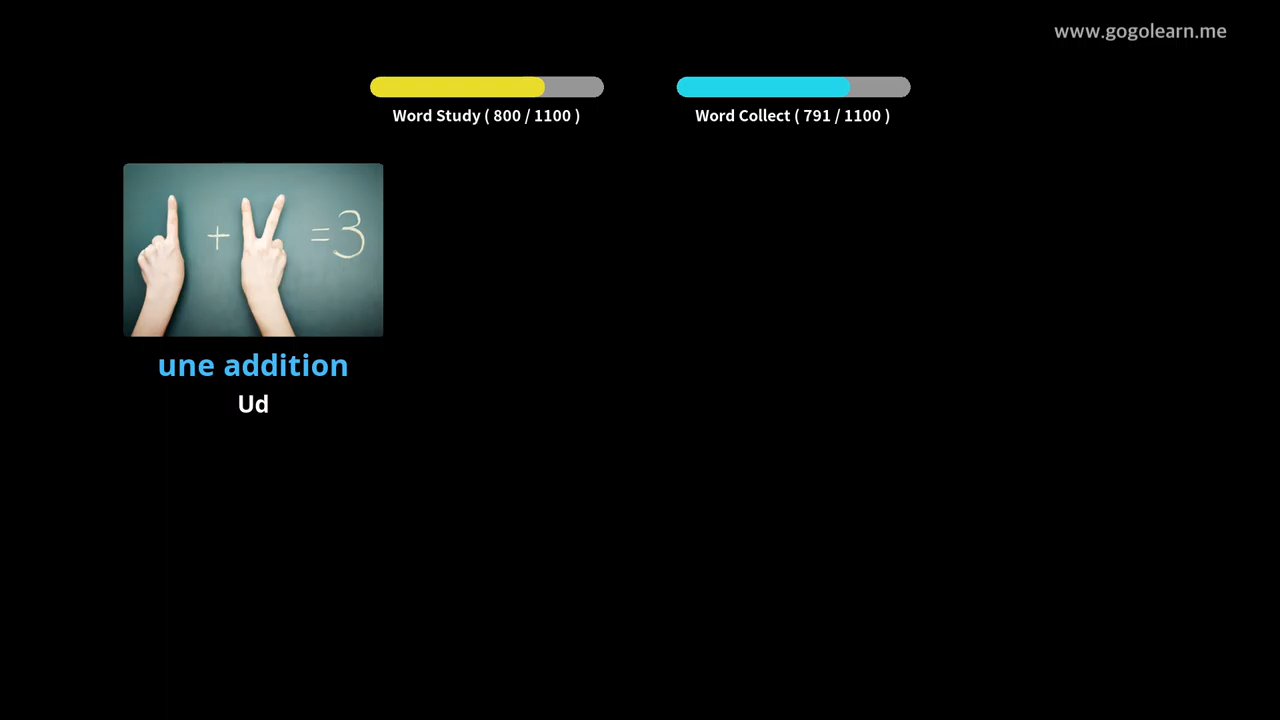 www.gogolearn.me
Word Study ( 800 / 1100 )
Word Collect ( 791 / 1100 )
+ = 3
une addition
Ud